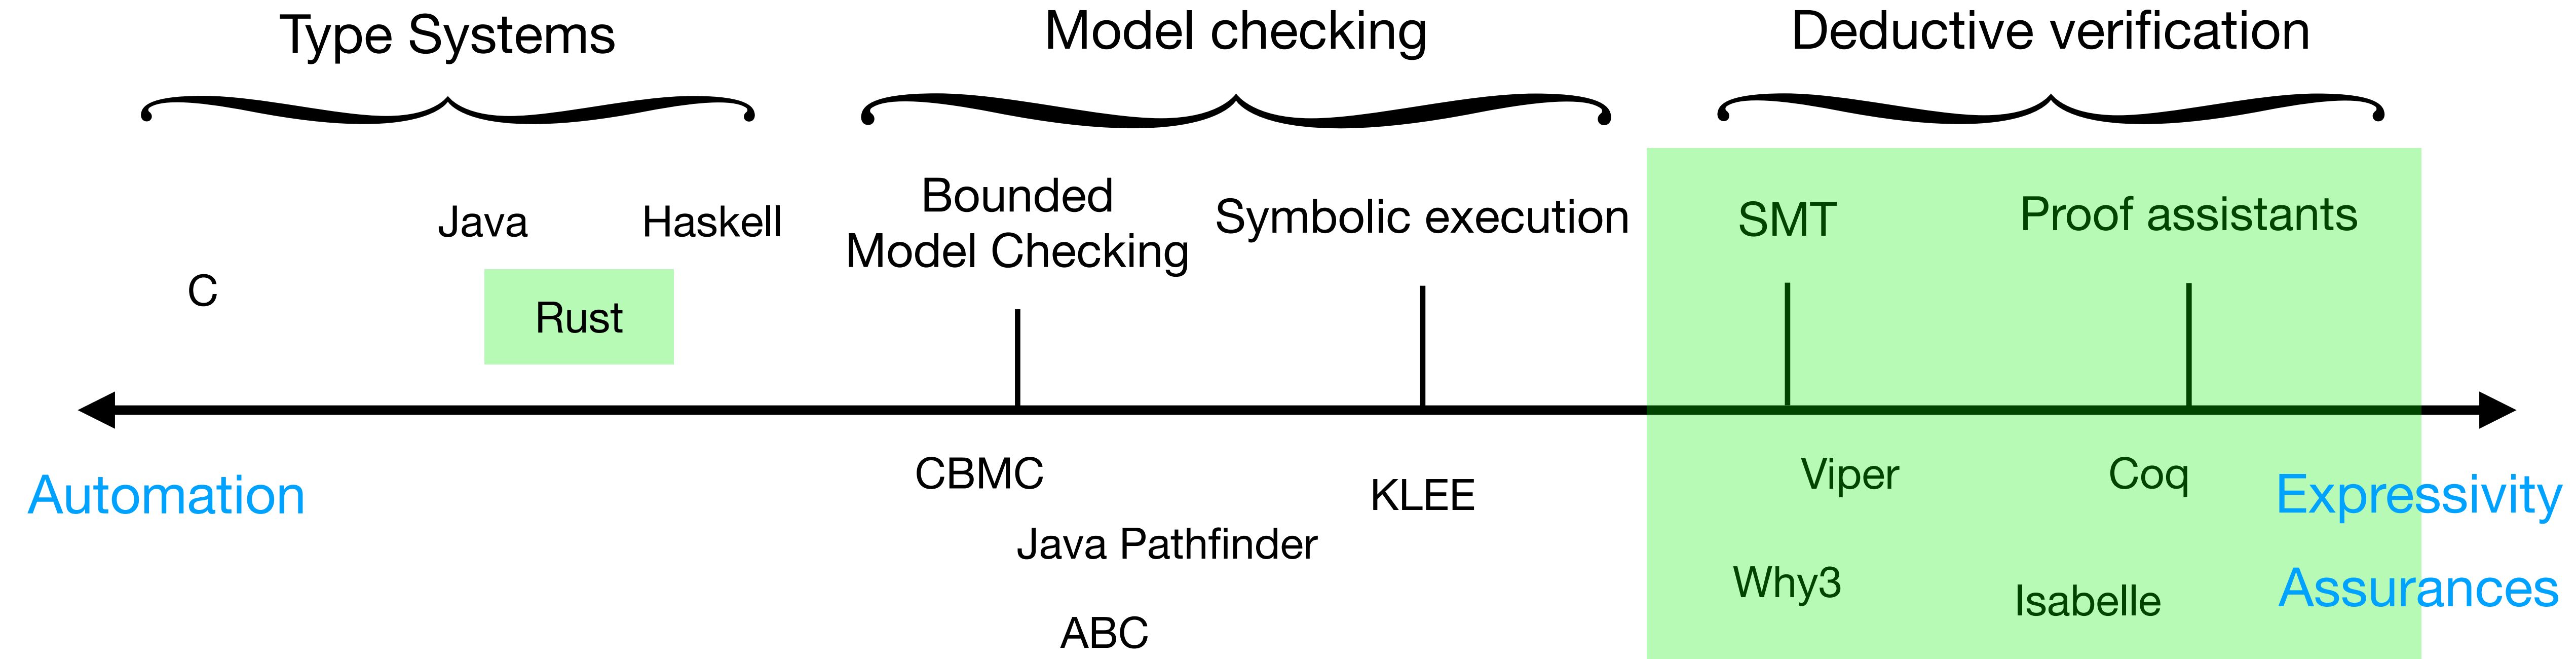 Type Systems
Model checking
Deductive verification
Bounded
Model Checking
Symbolic execution
SMT
Proof assistants
Java
Haskell
C
Rust
Automation
CBMC
KLEE
Viper
Coq
Expressivity
Java Pathfinder
Why3
Isabelle
Assurances
ABC